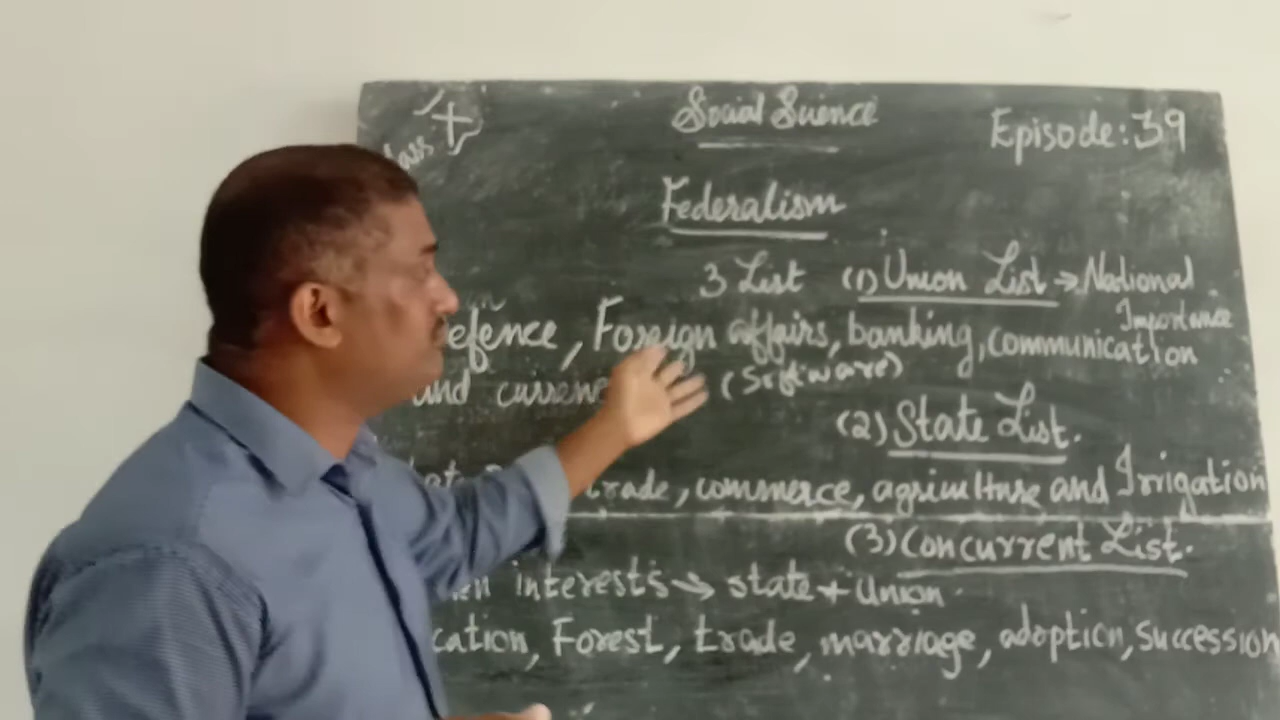 Social Science
Episode: 39
Federalism
3 List (1) Union List → National
Importance
efence, Foreign affairs, banking, communication
and (Software)
(2) State List.
trade, commerce, agriculture and Irrigation
(3) Concurrent List.
interests → state + Union
cation, Forest, trade, marriage, adoption, succession